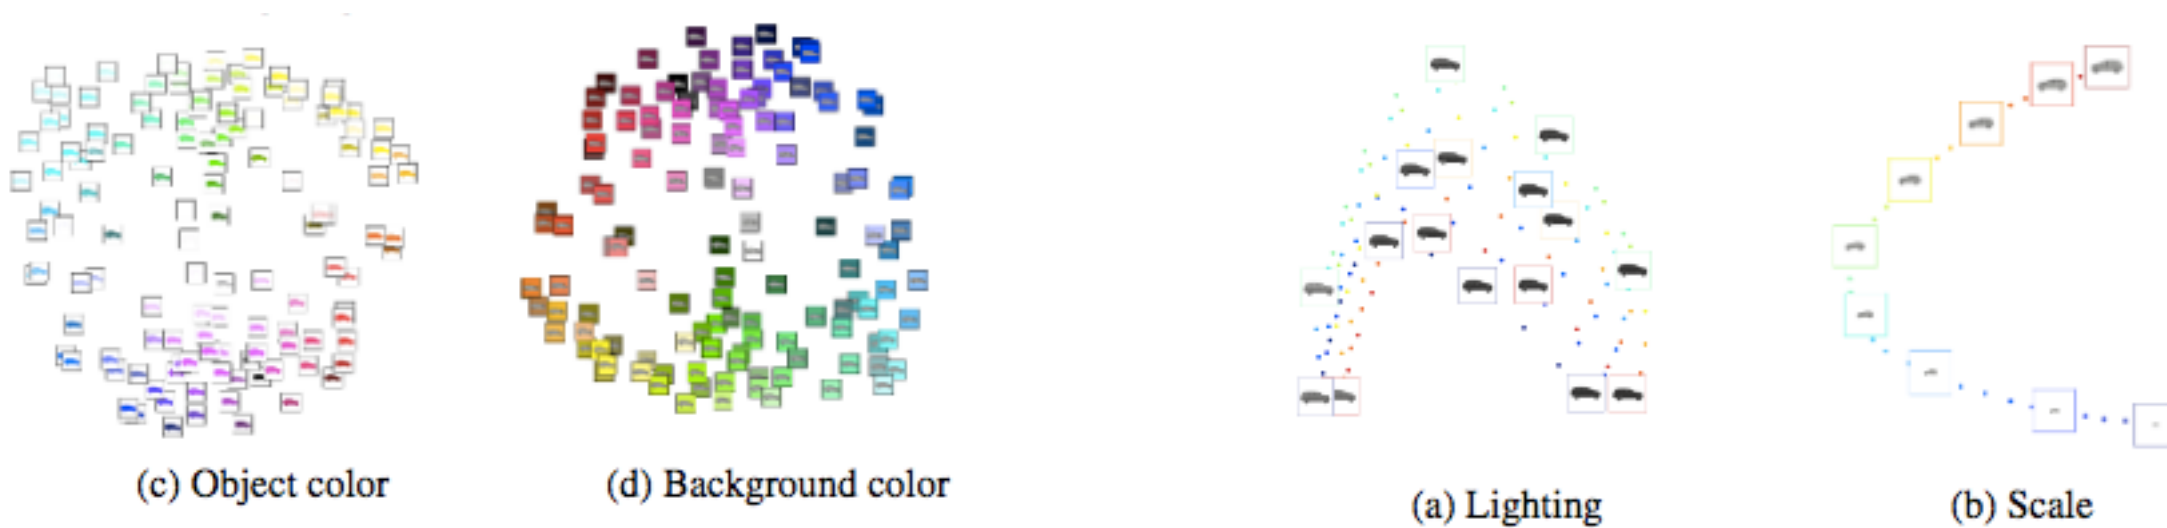 (c) Object color
(d) Background color
(a) Lighting
(b) Scale